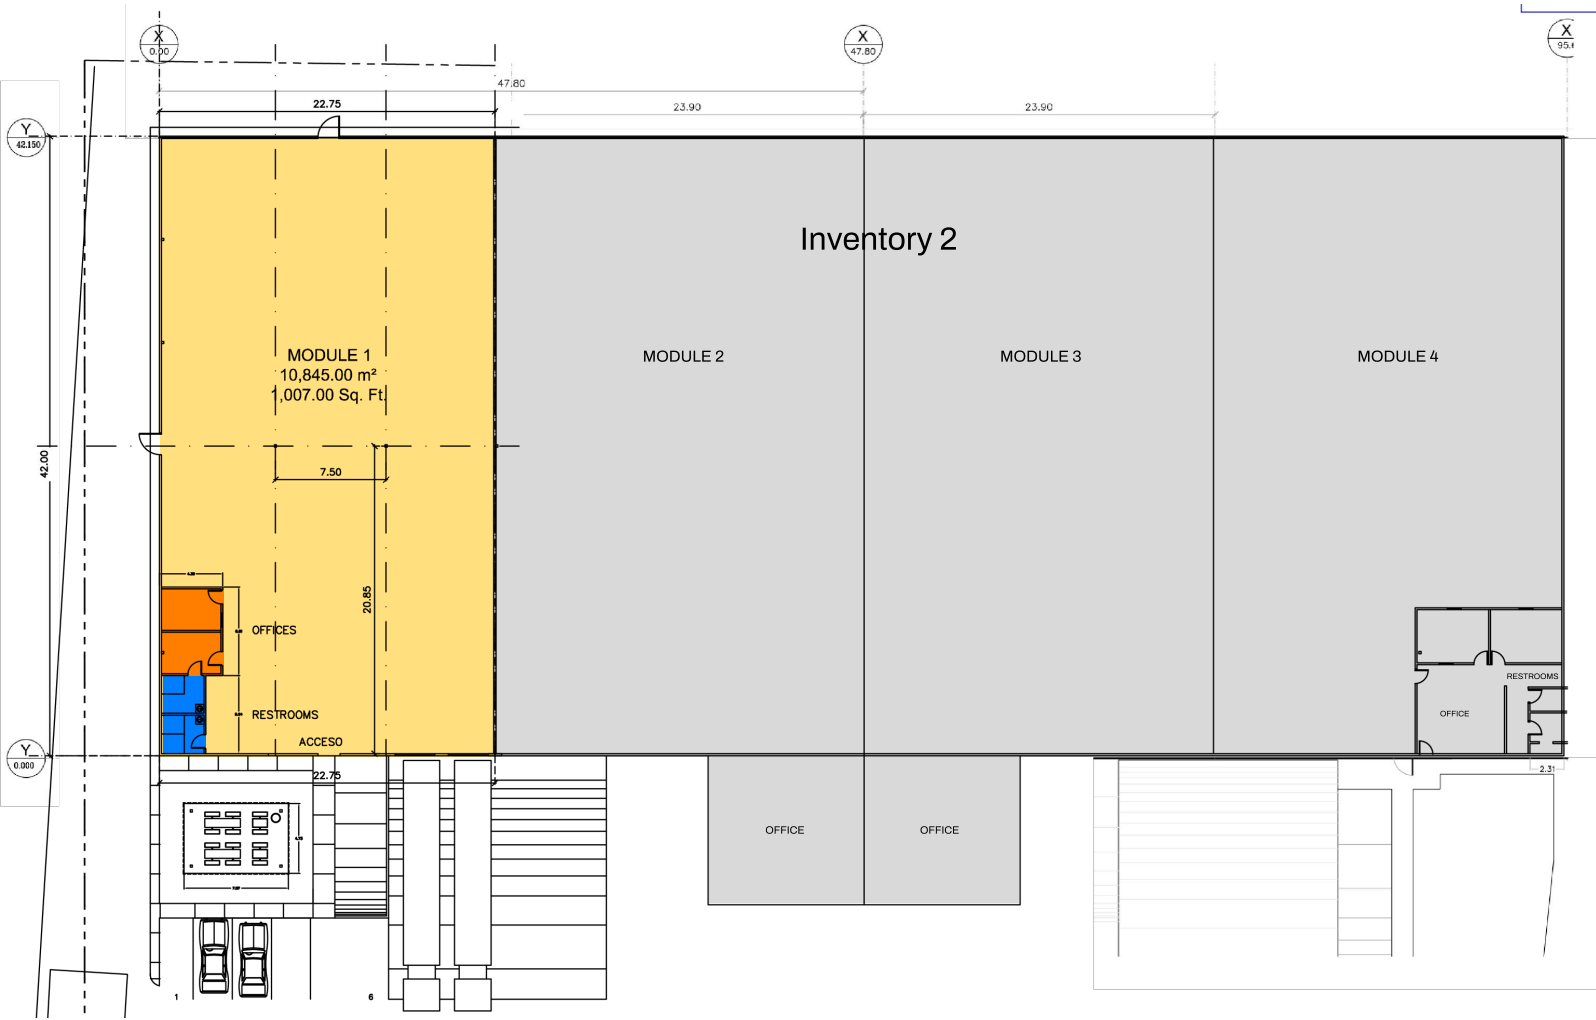 X
0.00
X
47.80
X
47.80
22.75
23.90
23.90
Y
42.150
Inventory 2
MODULE 1
10,845.00 m²
1,007.00 Sq. Ft.
MODULE 2
MODULE 3
MODULE 4
42.00
7.50
20.85
OFFICES
RESTROOMS
ACCESO
RESTROOMS
OFFICE
Y
0.000
22.75
2.31
OFFICE
OFFICE
1
6